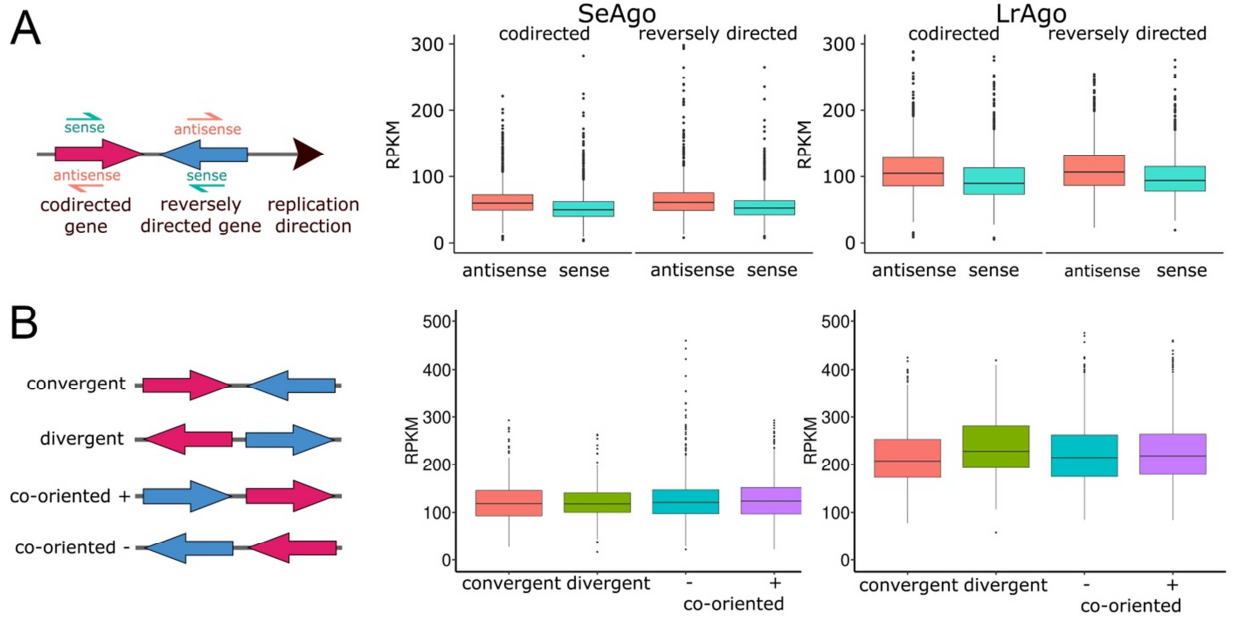 A
SeAgo
LrAgo
codirected
reversely directed
codirected
reversely directed
sense
antisense
antisense
sense
codirected
gene
reversely
directed gene
replication
direction
300
200
100
0
RPKM
antisense
sense
antisense
sense
300
200
100
0
RPKM
antisense
sense
antisense
sense
B
convergent
divergent
co-oriented +
co-oriented -
500
400
300
200
100
0
RPKM
convergent
divergent
-
+
co-oriented
500
400
300
200
100
0
RPKM
convergent
divergent
-
+
co-oriented